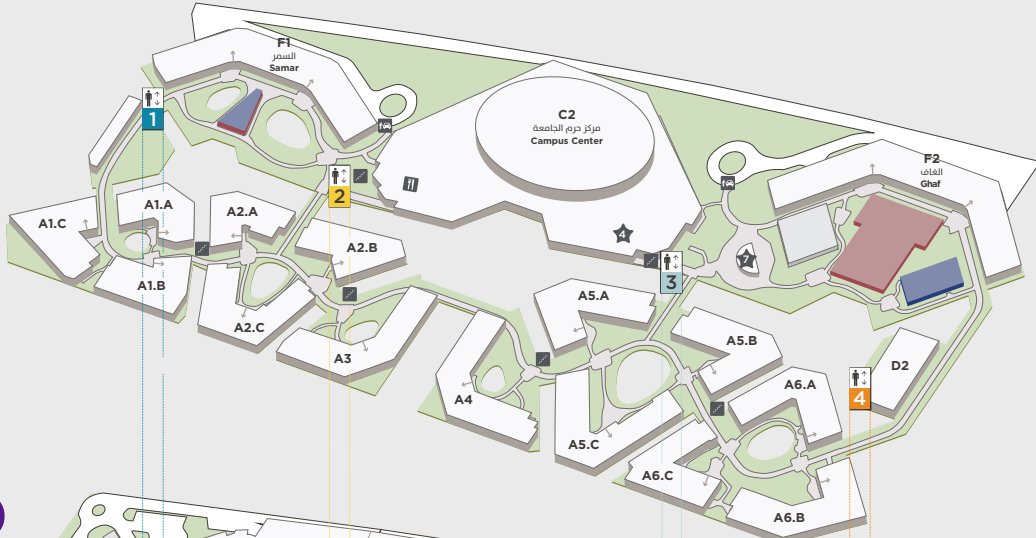 F1
السمر
Samar
1
C2
مركز حرم الجامعة
Campus Center
F2
الغاف
Ghaf
2
A1.C
A1.A
A2.A
A2.B
4
7
3
A1.B
A2.C
A3
A5.A
A5.B
A4
A6.A
D2
4
A5.C
A6.C
A6.B